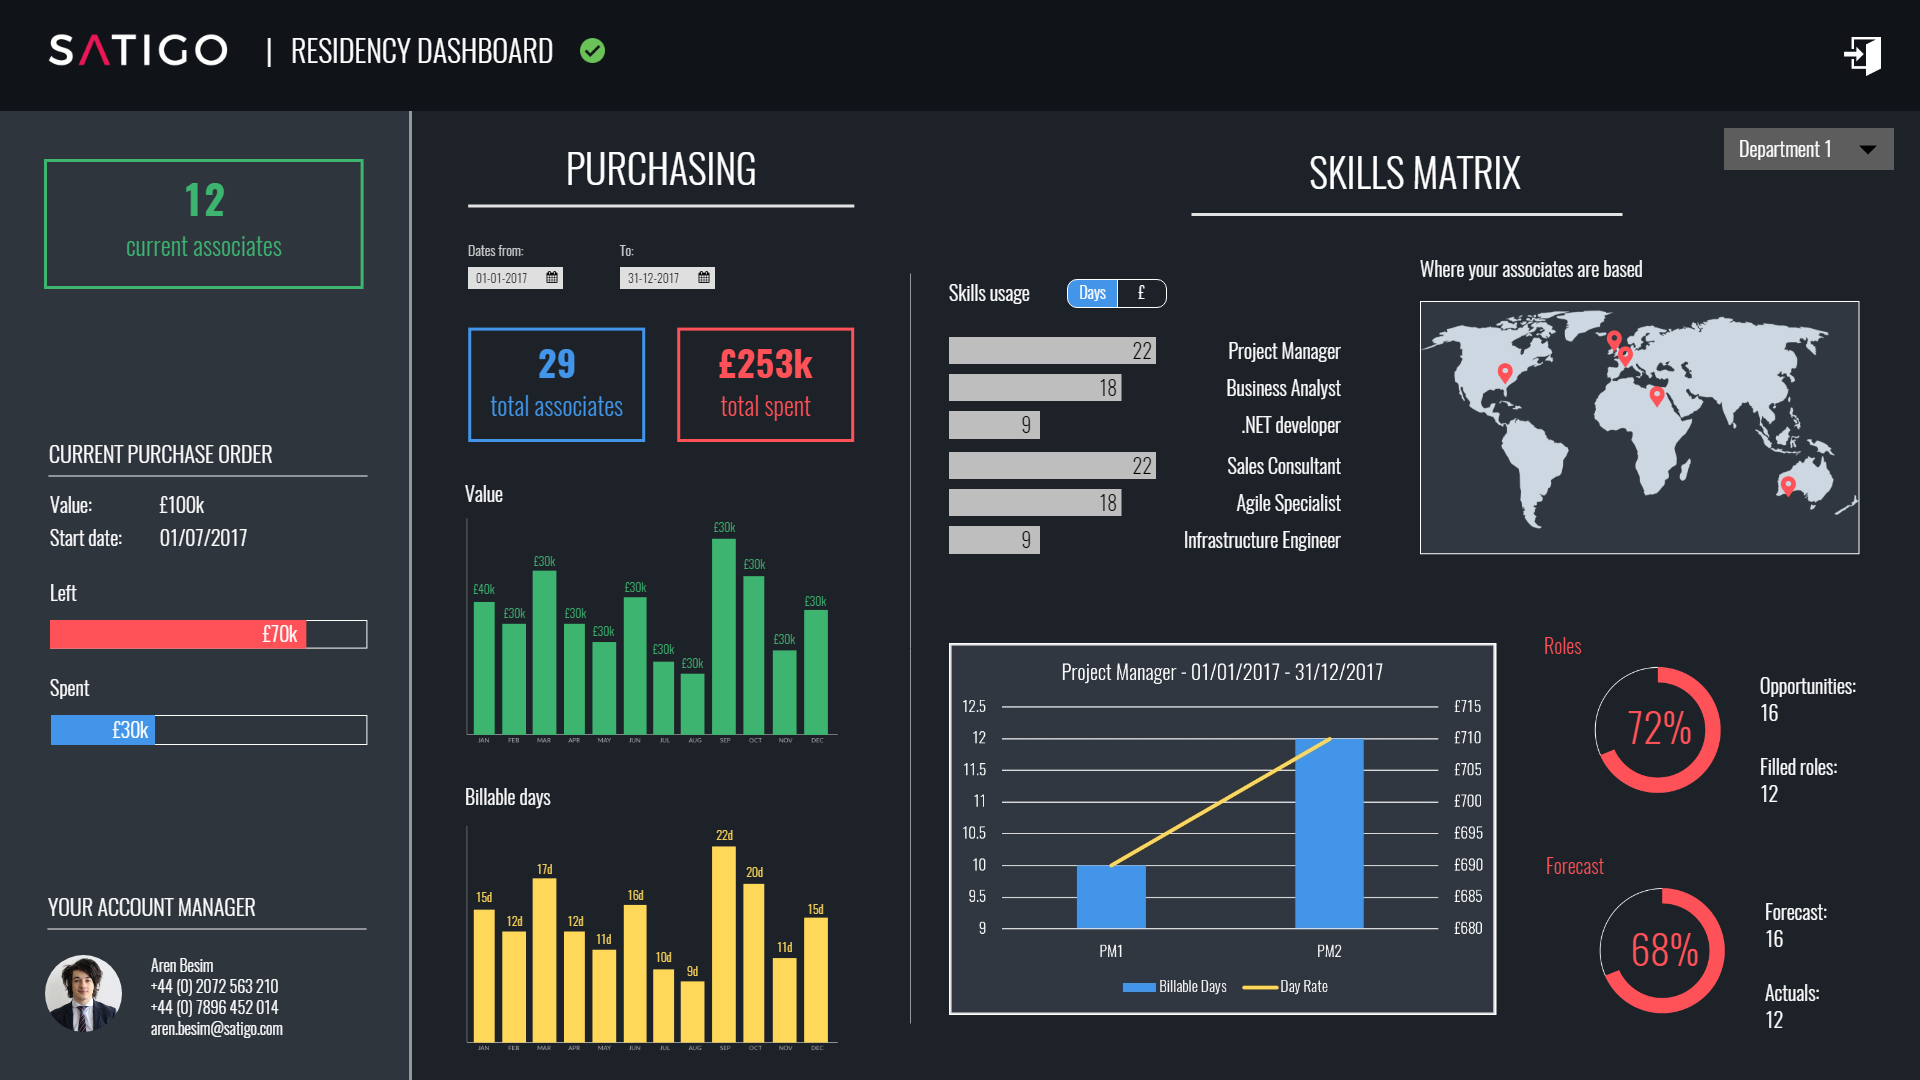 SATIGO | RESIDENCY DASHBOARD
12
current associates
CURRENT PURCHASE ORDER
Value: £100k
Start date: 01/07/2017
Left
£70k
Spent
£30k
YOUR ACCOUNT MANAGER
Aren Besim
+44 (0) 2072 563 210
+44 (0) 7896 452 014
aren.besim@satigo.com
PURCHASING
Dates from: To:
01-01-2017 31-12-2017
29
total associates
£253k
total spent
Value
£40k £30k £30k £30k £30k £30k £30k £30k £30k £30k £30k £30k
JAN FEB MAR APR MAY JUN JUL AUG SEP OCT NOV DEC
Billable days
15d 12d 17d 12d 11d 16d 10d 9d 22d 20d 11d 15d
JAN FEB MAR APR MAY JUN JUL AUG SEP OCT NOV DEC
SKILLS MATRIX
Department 1
Skills usage Days £
22 Project Manager
18 Business Analyst
9 .NET developer
22 Sales Consultant
18 Agile Specialist
9 Infrastructure Engineer
Where your associates are based
Project Manager - 01/01/2017 - 31/12/2017
12.5 £715
12 £710
11.5 £705
11 £700
10.5 £695
10 £690
9.5 £685
9 £680
PM1 PM2
Billable Days Day Rate
Roles
72%
Opportunities:
16
Filled roles:
12
Forecast
68%
Forecast:
16
Actuals:
12